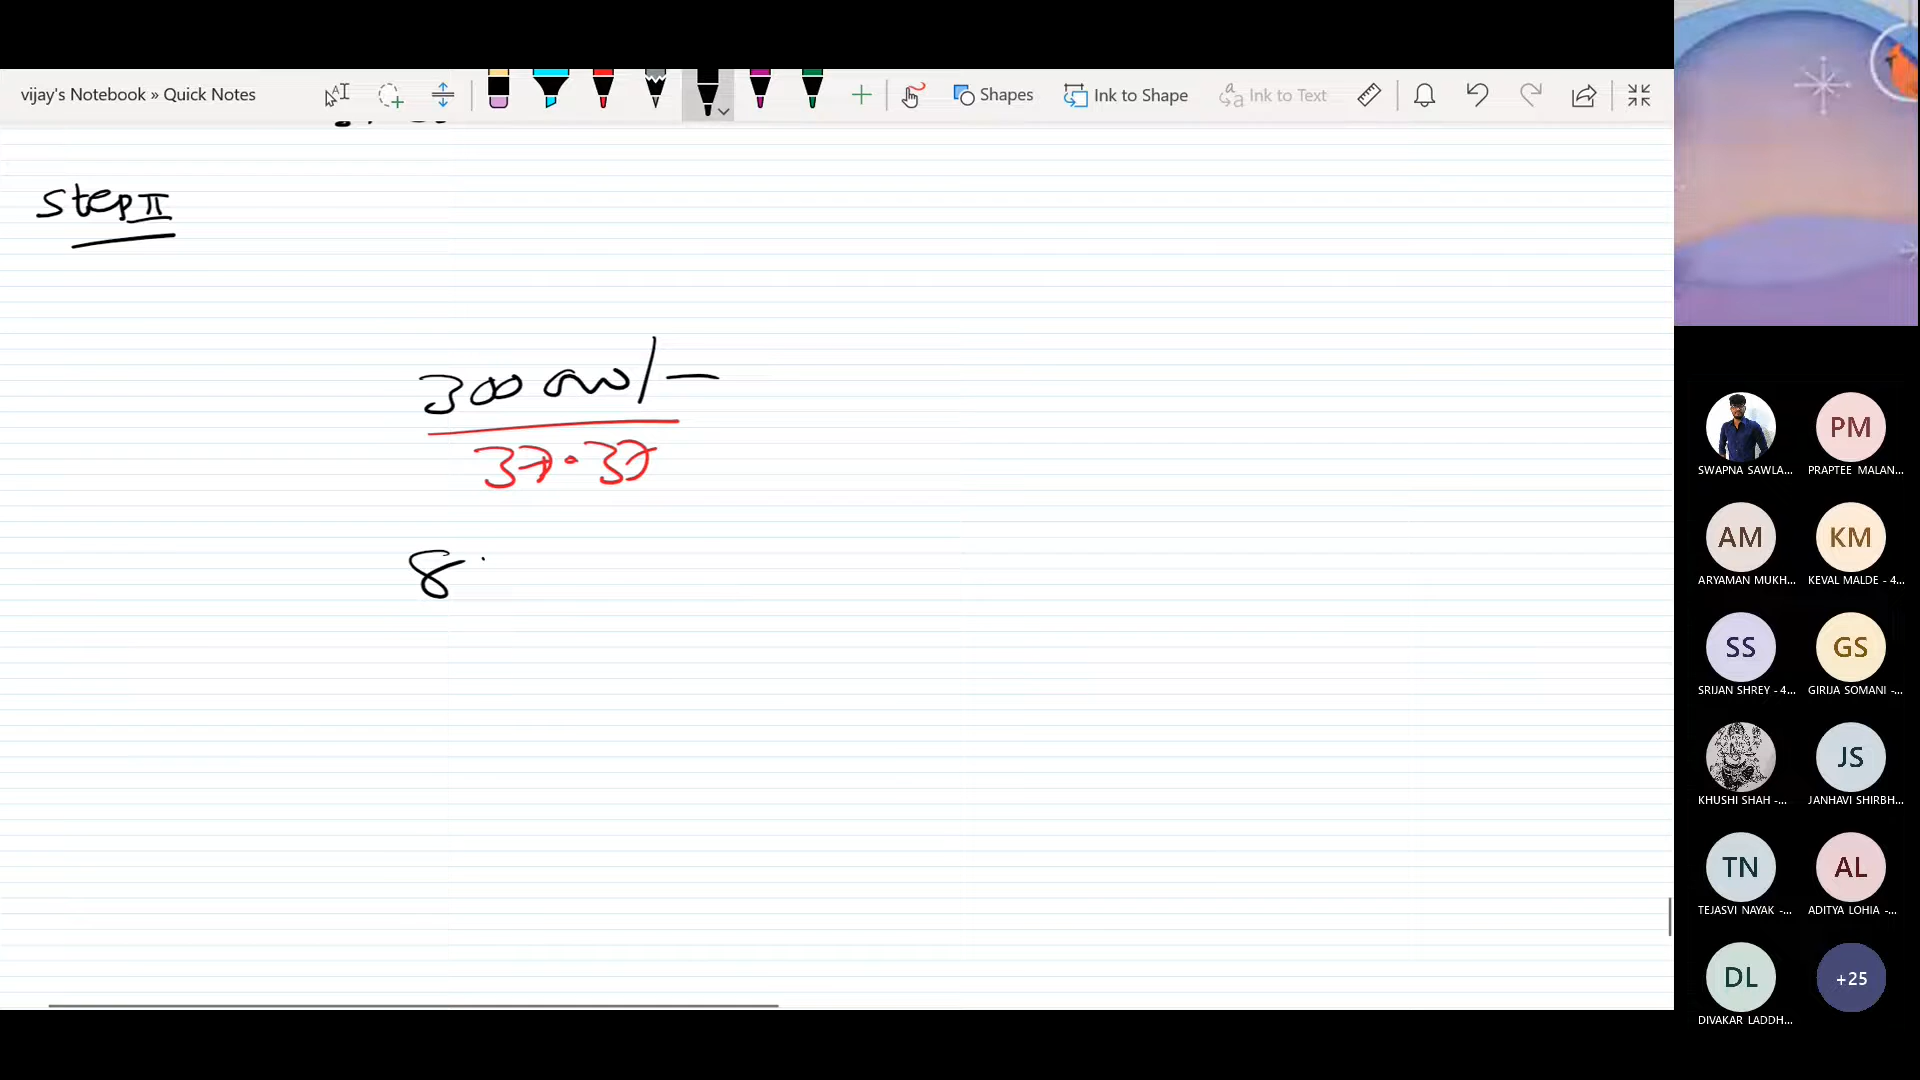 vijay's Notebook » Quick Notes
Shapes
Ink to Shape
Ink to Text
Step II
300000/-
37.37
8
SWAPNA SAWLA...
PM
PRAPTEE MALAN...
AM
ARYAMAN MUKH...
KM
KEVAL MALDE - 4...
SS
SRIJAN SHREY - 4...
GS
GIRIJA SOMANI -...
KHUSHI SHAH -...
JS
JANHAVI SHIRBH...
TN
TEJASVI NAYAK -...
AL
ADITYA LOHIA -...
DL
DIVAKAR LADDH...
+25